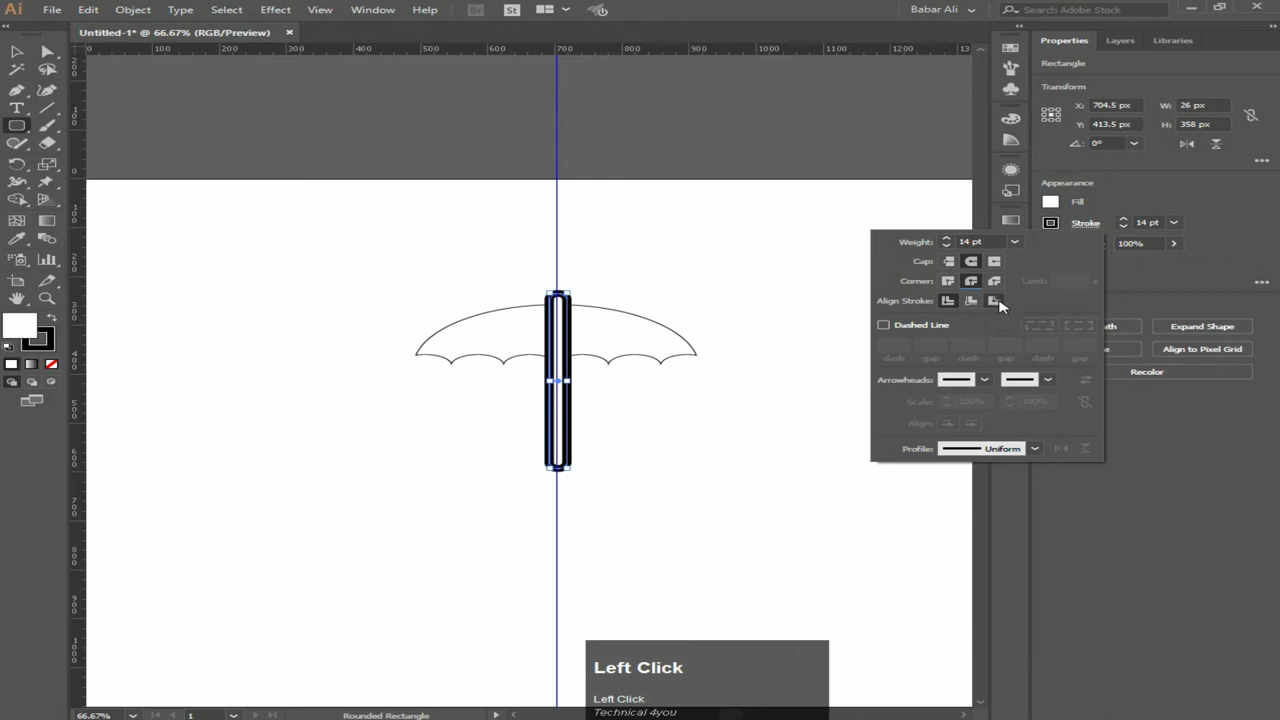 Ai File Edit Object Type Select Effect View Window Help Br St Babar Ali Search Adobe Stock
Untitled-1* @ 66.67% (RGB/Preview)
0 100 200 300 400 500 600 700 800 900 1000 1100 1200
Properties Layers Libraries
Rectangle
Transform
X: 704.5 px W: 26 px
Y: 413.5 px H: 358 px
0°
Appearance
Fill
Stroke 14 pt
100%
Weight: 14 pt
Cap:
Corner: Limit:
Align Stroke:
Dashed Line
dash gap dash gap dash gap
Arrowheads:
Scale: 100% 100%
Align:
Profile: Uniform
Expand Shape
Align to Pixel Grid
Recolor
Left Click
Left Click
Technical 4you
66.67% 1 Rounded Rectangle